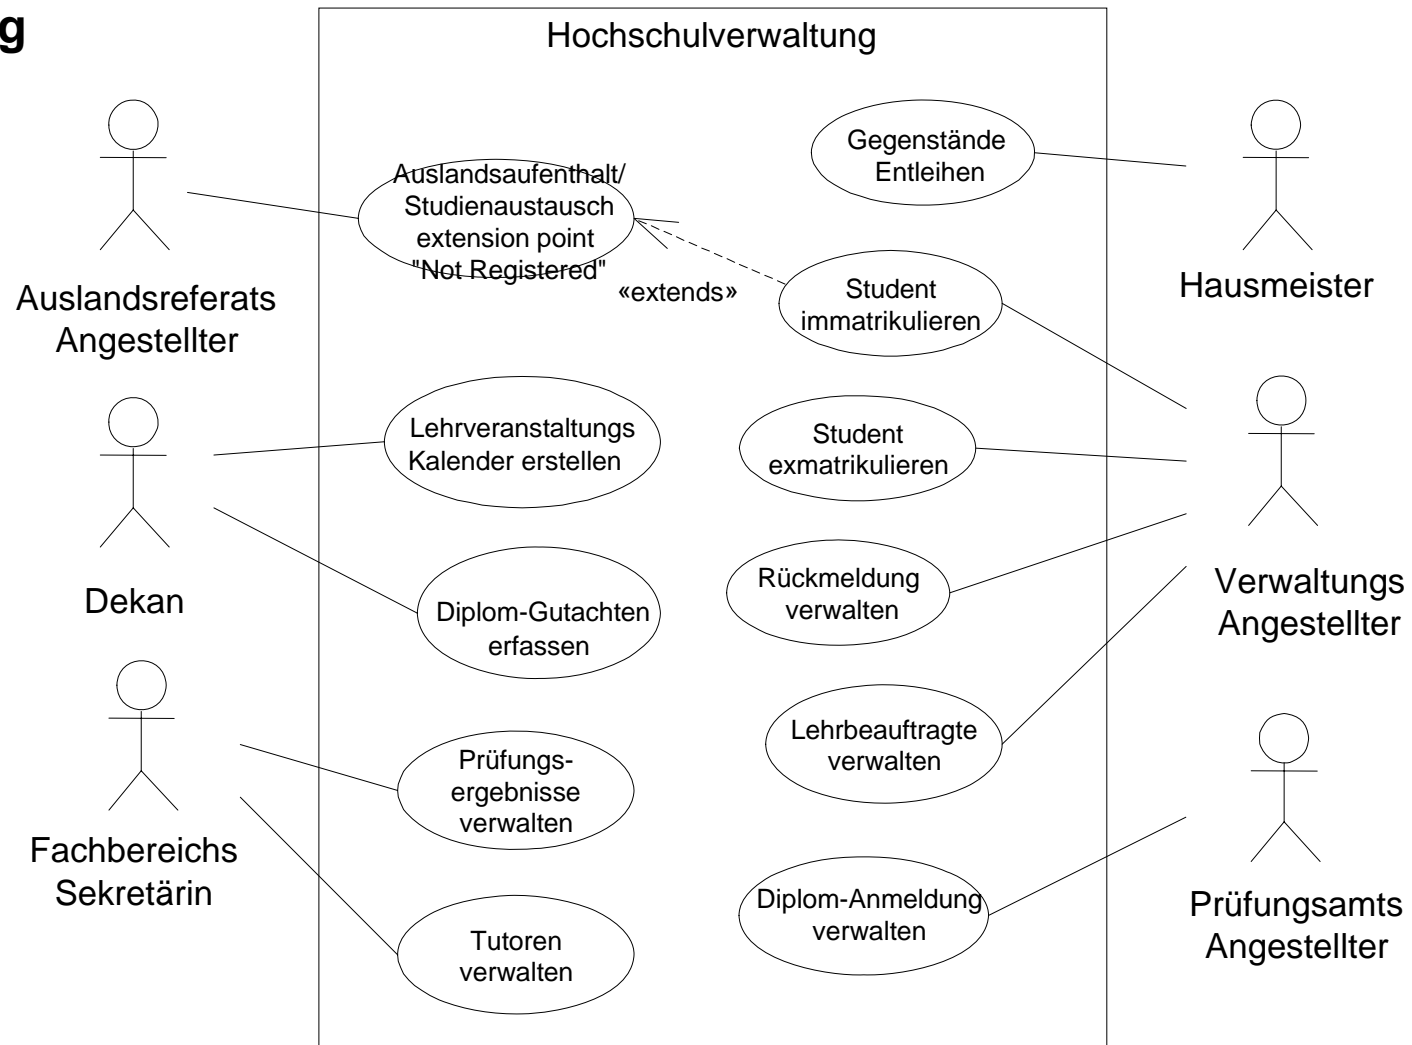 g
Hochschulverwaltung
Auslandsreferats
Angestellter
Dekan
Fachbereichs
Sekretärin
Auslandsaufenthalt/
Studienaustausch
extension point
"Not Registered"
«extends»
Lehrveranstaltungs
Kalender erstellen
Diplom-Gutachten
erfassen
Prüfungs-
ergebnisse
verwalten
Tutoren
verwalten
Gegenstände
Entleihen
Student
immatrikulieren
Student
exmatrikulieren
Rückmeldung
verwalten
Lehrbeauftragte
verwalten
Diplom-Anmeldung
verwalten
Hausmeister
Verwaltungs
Angestellter
Prüfungsamts
Angestellter